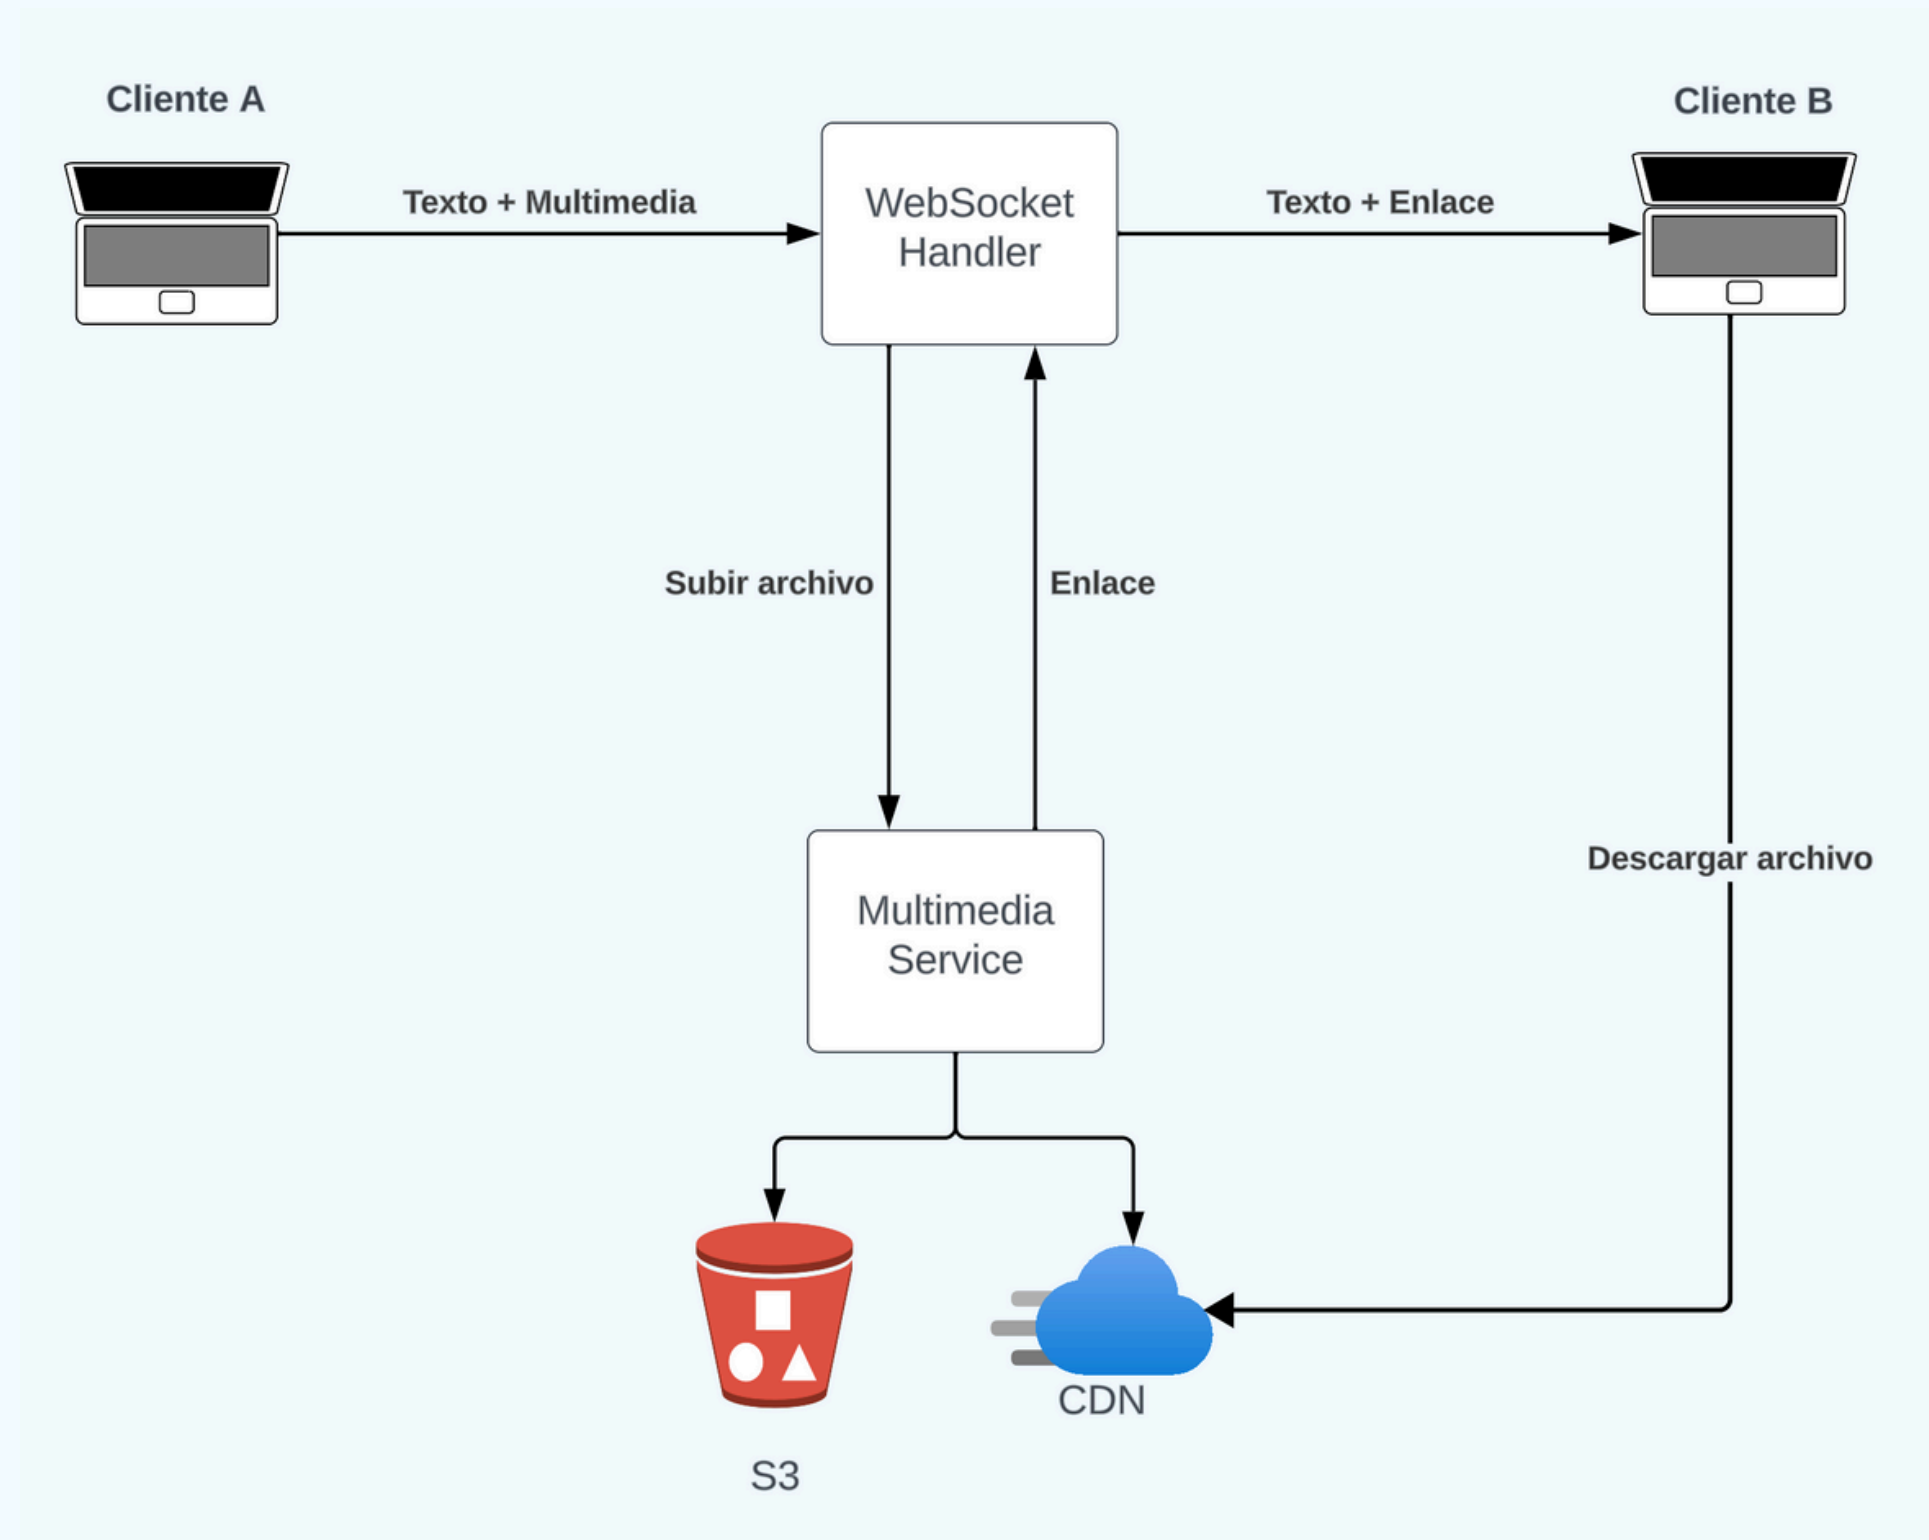 Cliente A
Cliente B
Texto + Multimedia
WebSocket
Handler
Texto + Enlace
Subir archivo
Enlace
Descargar archivo
Multimedia
Service
CDN
S3